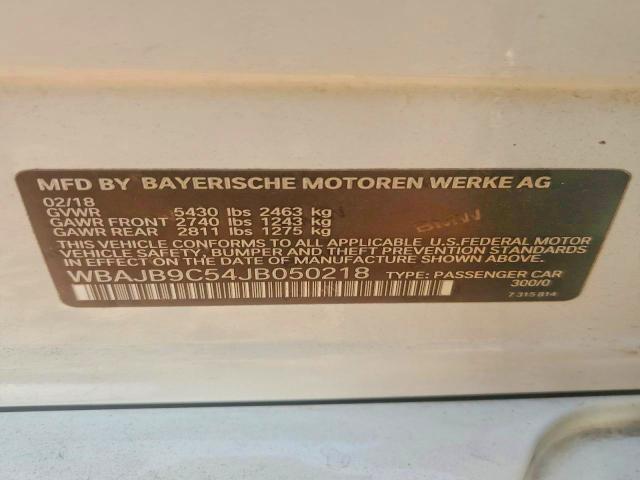 MFD BY BAYERISCHE MOTOREN WERKE AG
02/18
GVWR 5430 lbs 2463 kg
GAWR FRONT 2740 lbs 1243 kg
GAWR REAR 2811 lbs 1275 kg
BMW
THIS VEHICLE CONFORMS TO ALL APPLICABLE U.S.FEDERAL MOTOR
VEHICLE SAFETY, BUMPER AND THEFT PREVENTION STANDARDS
IN EFFECT ON THE DATE OF MANUFACTURE SHOWN ABOVE.
WBAJB9C54JB050218 TYPE: PASSENGER CAR
300/0
7 315 814